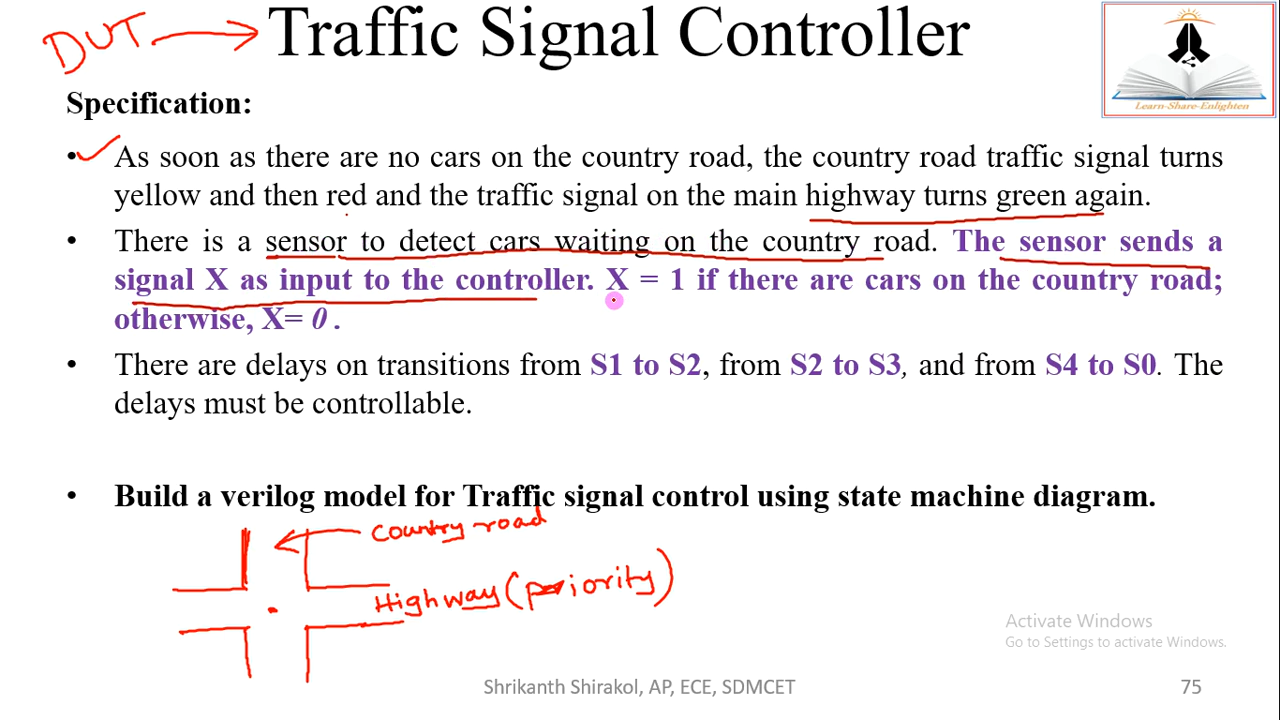 DUT
Traffic Signal Controller
Learn-Share-Enlighten
Specification:
• As soon as there are no cars on the country road, the country road traffic signal turns
yellow and then red and the traffic signal on the main highway turns green again.
• There is a sensor to detect cars waiting on the country road. The sensor sends a
signal X as input to the controller. X = 1 if there are cars on the country road;
otherwise, X= 0 .
• There are delays on transitions from S1 to S2, from S2 to S3, and from S4 to S0. The
delays must be controllable.
• Build a verilog model for Traffic signal control using state machine diagram.
Country road
Highway (priority)
Activate Windows
Go to Settings to activate Windows.
Shrikanth Shirakol, AP, ECE, SDMCET
75